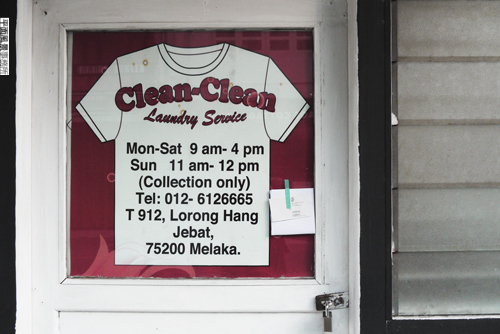 Clean-Clean
Laundry Service
Mon-Sat 9 am- 4 pm
Sun 11 am- 12 pm
(Collection only)
Tel: 012- 6126665
T 912, Lorong Hang
Jebat,
75200 Melaka.